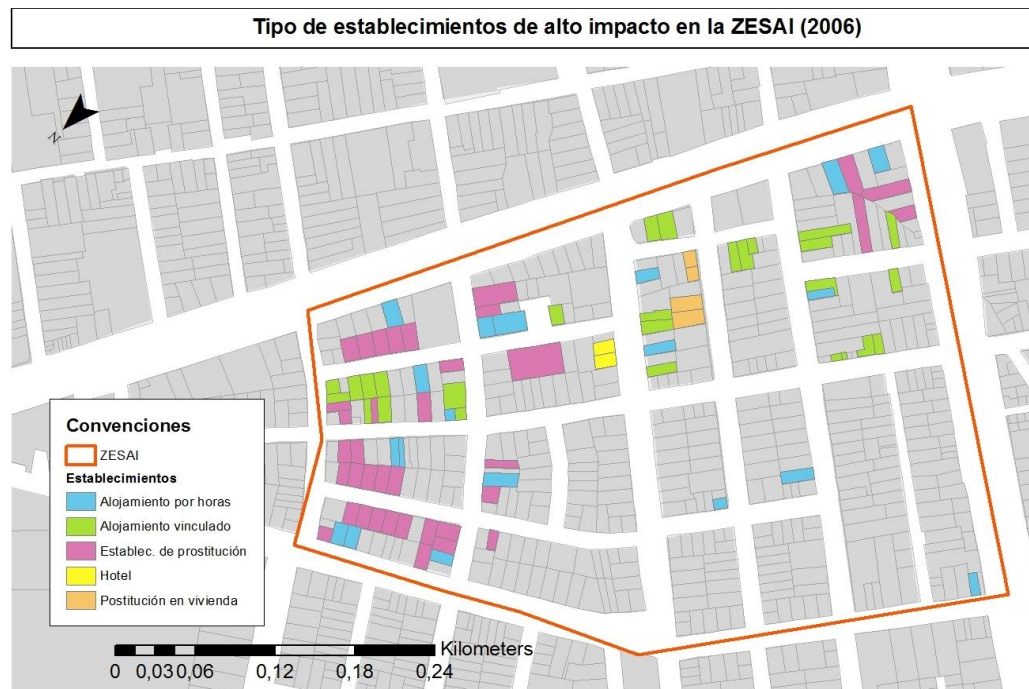 Tipo de establecimientos de alto impacto en la ZESAI (2006)
N
Convenciones
ZESAI
Establecimientos
Alojamiento por horas
Alojamiento vinculado
Establec. de prostitución
Hotel
Postitución en vivienda
Kilometers
0 0,03 0,06 0,12 0,18 0,24